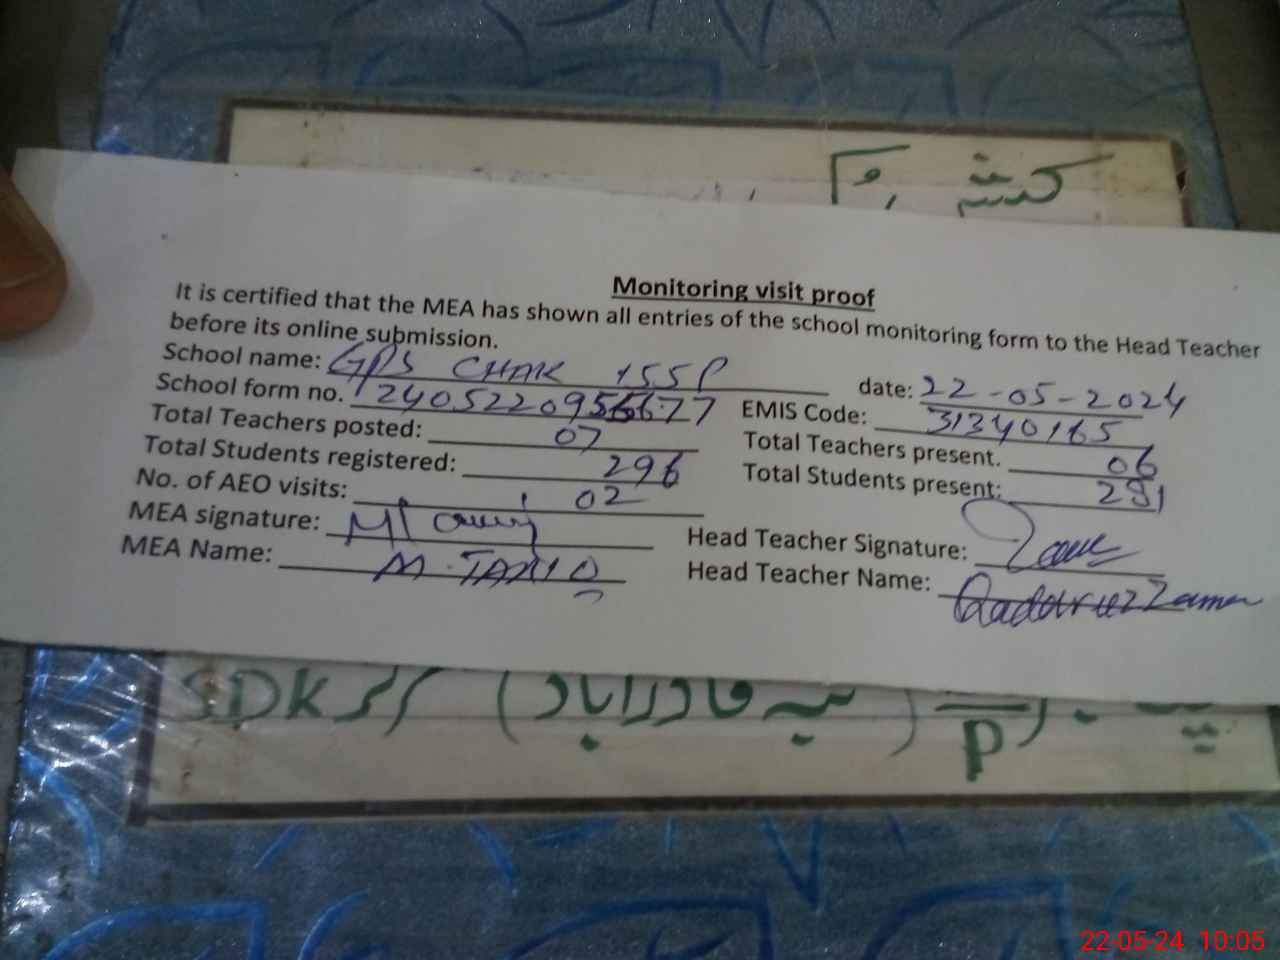 کنتن
Monitoring visit proof
It is certified that the MEA has shown all entries of the school monitoring form to the Head Teacher
before its online submission.
School name: GPS CHAK 155P date: 22-05-2024
School form no. EMIS Code: 31340165
Total Teachers posted: 07 Total Teachers present. 06
Total Students registered: 296 Total Students present: 291
No. of AEO visits: 02
MEA signature: Head Teacher Signature:
MEA Name: M. TARIQ Head Teacher Name: Zaman
P ( بہ قادرآباد ) SDK
22-05-24 10:05